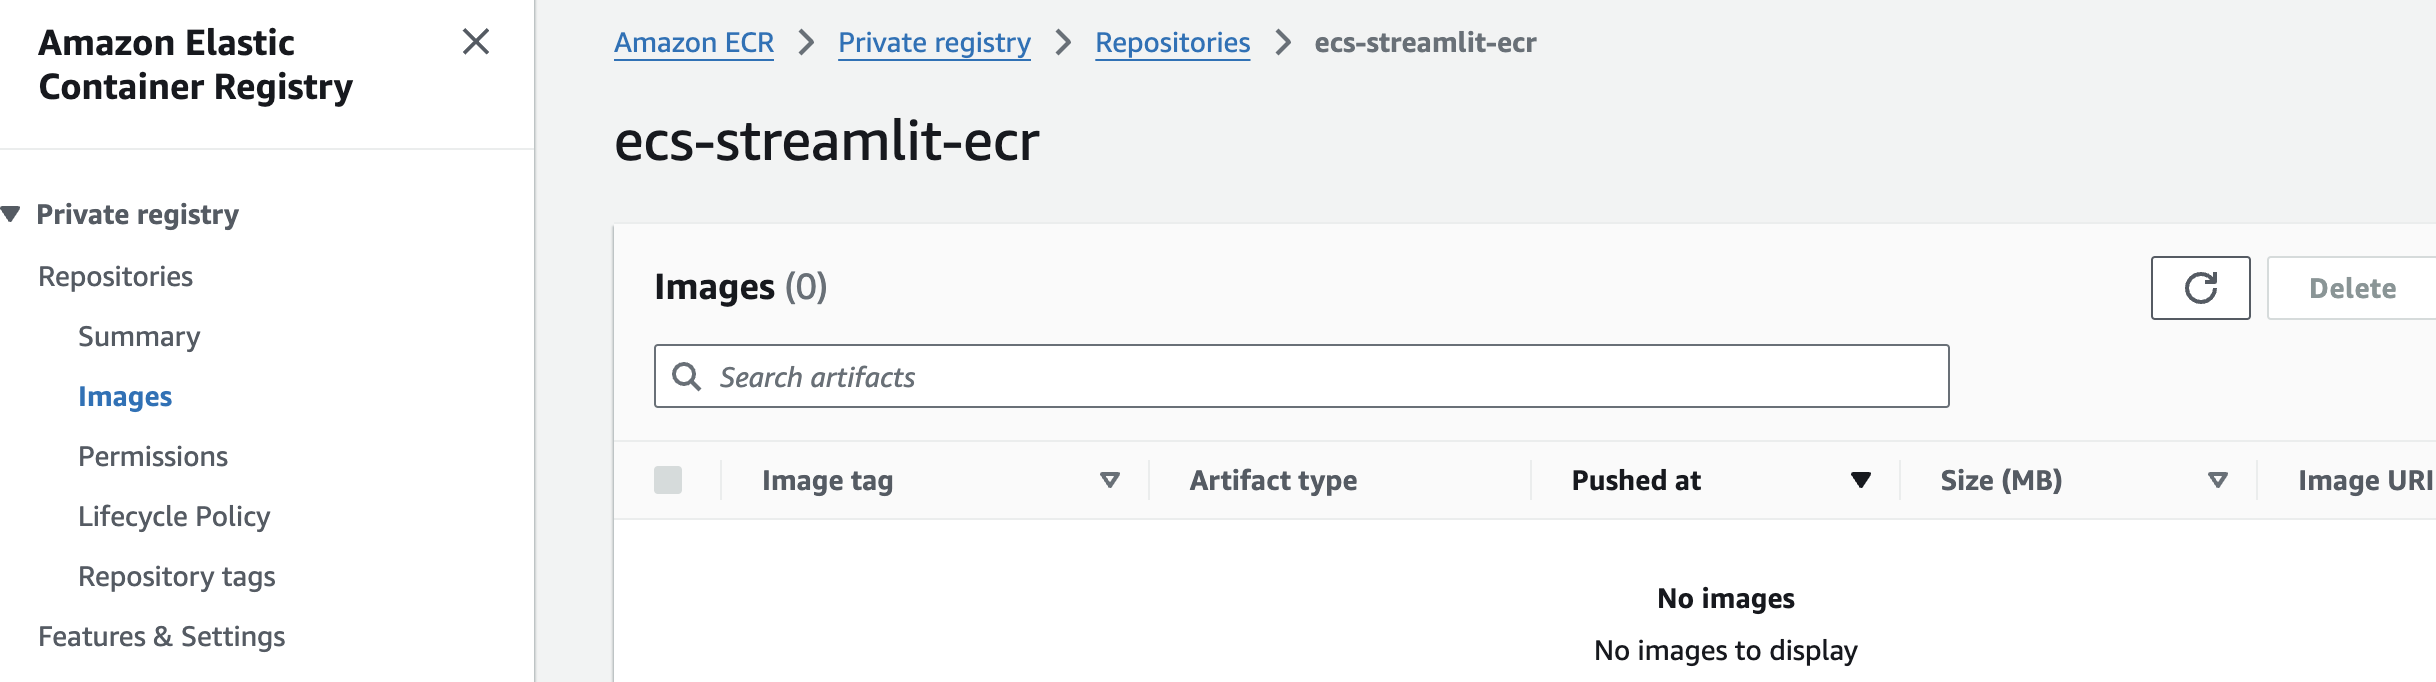 Amazon Elastic
Container Registry
Private registry
Repositories
Summary
Images
Permissions
Lifecycle Policy
Repository tags
Features & Settings
Amazon ECR > Private registry > Repositories > ecs-streamlit-ecr
ecs-streamlit-ecr
Images (0)
Delete
Search artifacts
Image tag Artifact type Pushed at Size (MB) Image URI
No images
No images to display